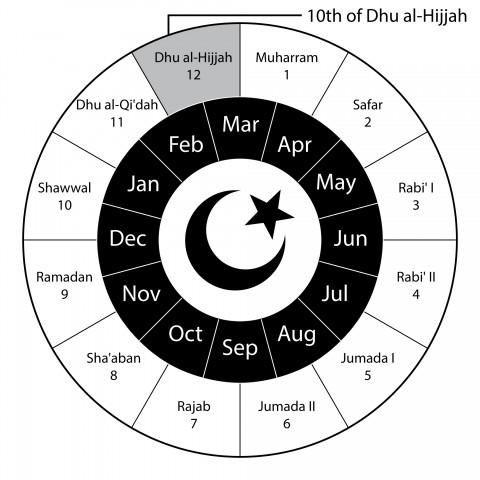 10th of Dhu al-Hijjah
Dhu al-Hijjah
12
Muharram
1
Safar
2
Rabi' I
3
Rabi' II
4
Jumada I
5
Jumada II
6
Rajab
7
Sha'aban
8
Ramadan
9
Shawwal
10
Dhu al-Qi'dah
11
Mar
Apr
May
Jun
Jul
Aug
Sep
Oct
Nov
Dec
Jan
Feb